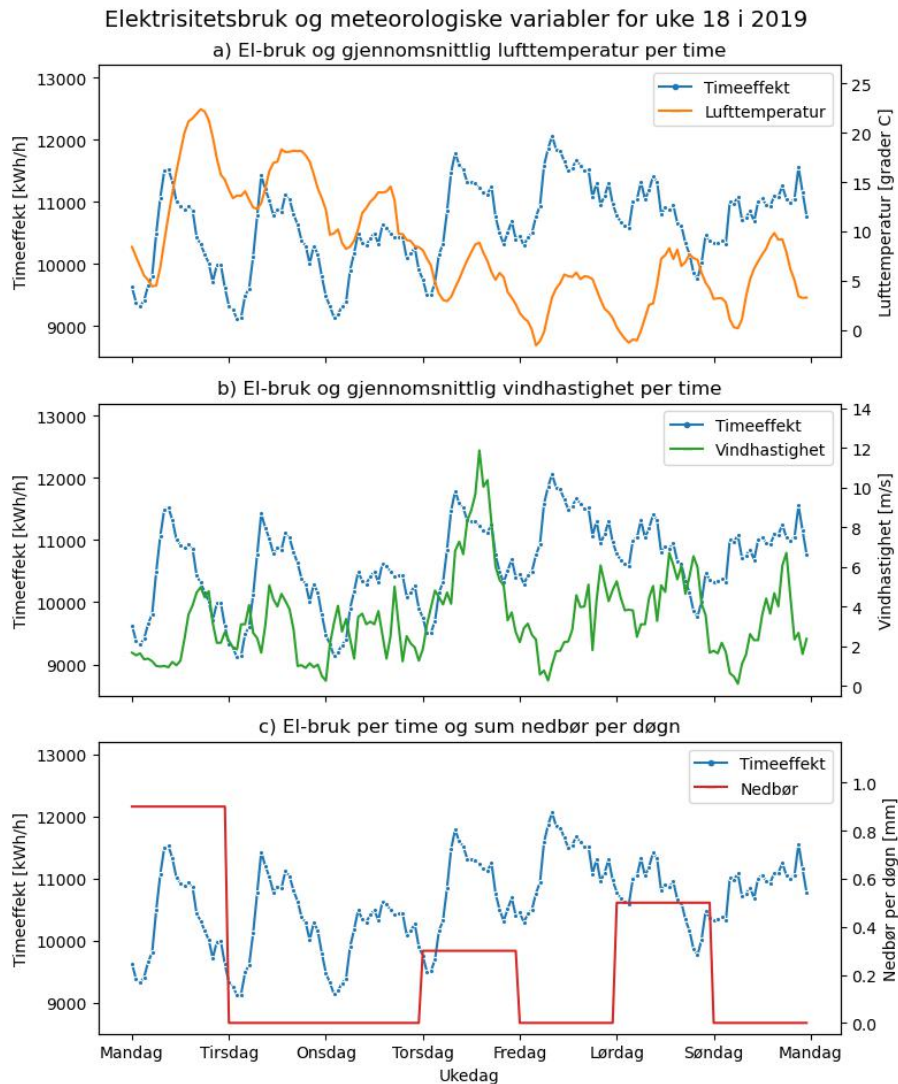 Elektrisitetsbruk og meteorologiske variabler for uke 18 i 2019
a) El-bruk og gjennomsnittlig lufttemperatur per time
13000
12000
11000
10000
9000
Timeeffekt [kWh/h]
Timeeffekt
Lufttemperatur
25
20
15
10
5
0
Lufttemperatur [grader C]
b) El-bruk og gjennomsnittlig vindhastighet per time
13000
12000
11000
10000
9000
Timeeffekt [kWh/h]
Timeeffekt
Vindhastighet
14
12
10
8
6
4
2
0
Vindhastighet [m/s]
c) El-bruk per time og sum nedbør per døgn
13000
12000
11000
10000
9000
Timeeffekt [kWh/h]
Timeeffekt
Nedbør
1.0
0.8
0.6
0.4
0.2
0.0
Nedbør per døgn [mm]
Mandag Tirsdag Onsdag Torsdag Fredag Lørdag Søndag Mandag
Ukedag